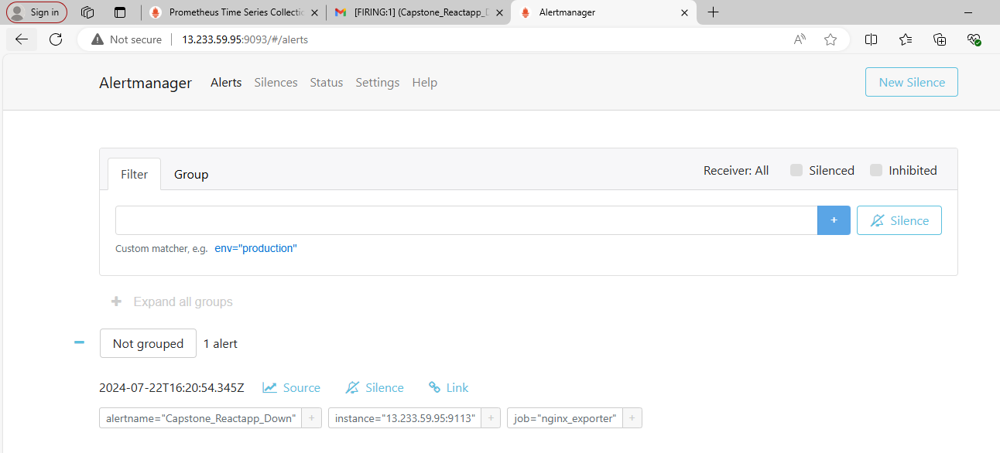 Sign in
Prometheus Time Series Collectic
[FIRING:1] (Capstone_Reactapp_D
Alertmanager
Not secure 13.233.59.95:9093/#/alerts
Alertmanager Alerts Silences Status Settings Help New Silence
Filter Group Receiver: All Silenced Inhibited
+ Silence
Custom matcher, e.g. env="production"
+ Expand all groups
Not grouped 1 alert
2024-07-22T16:20:54.345Z Source Silence Link
alertname="Capstone_Reactapp_Down" + instance="13.233.59.95:9113" + job="nginx_exporter" +